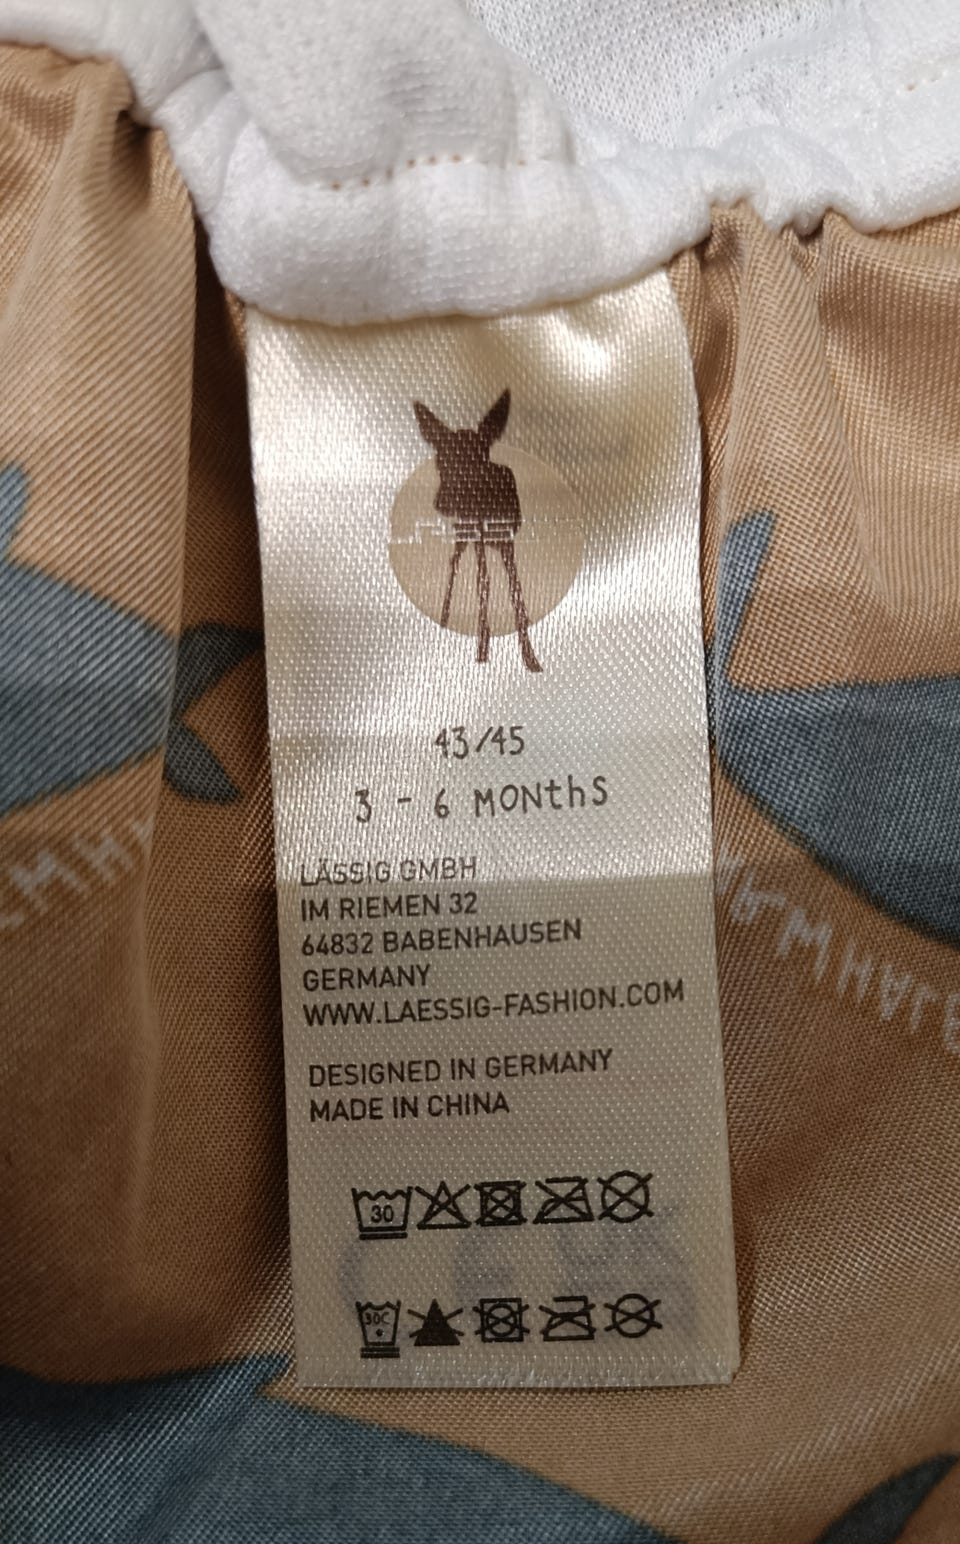 43/45
3 - 6 MONthS
LÄSSIG GMBH
IM RIEMEN 32
64832 BABENHAUSEN
GERMANY
WWW.LAESSIG-FASHION.COM
DESIGNED IN GERMANY
MADE IN CHINA
30
30C